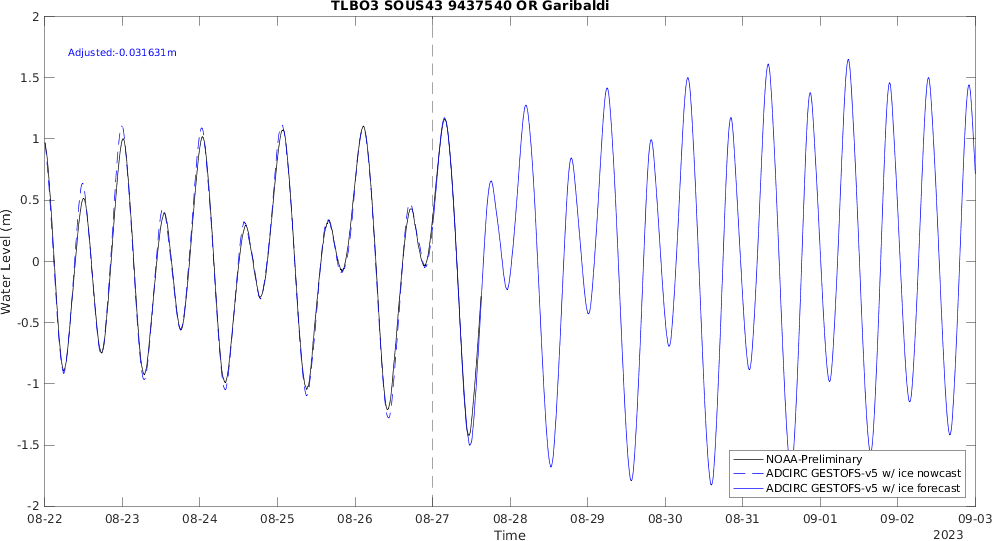 TLBO3 SOUS43 9437540 OR Garibaldi
Adjusted:-0.031631m
Water Level (m)
2
1.5
1
0.5
0
-0.5
-1
-1.5
-2
NOAA-Preliminary
ADCIRC GESTOFS-v5 w/ ice nowcast
ADCIRC GESTOFS-v5 w/ ice forecast
08-22 08-23 08-24 08-25 08-26 08-27 08-28 08-29 08-30 08-31 09-01 09-02 09-03
Time
2023